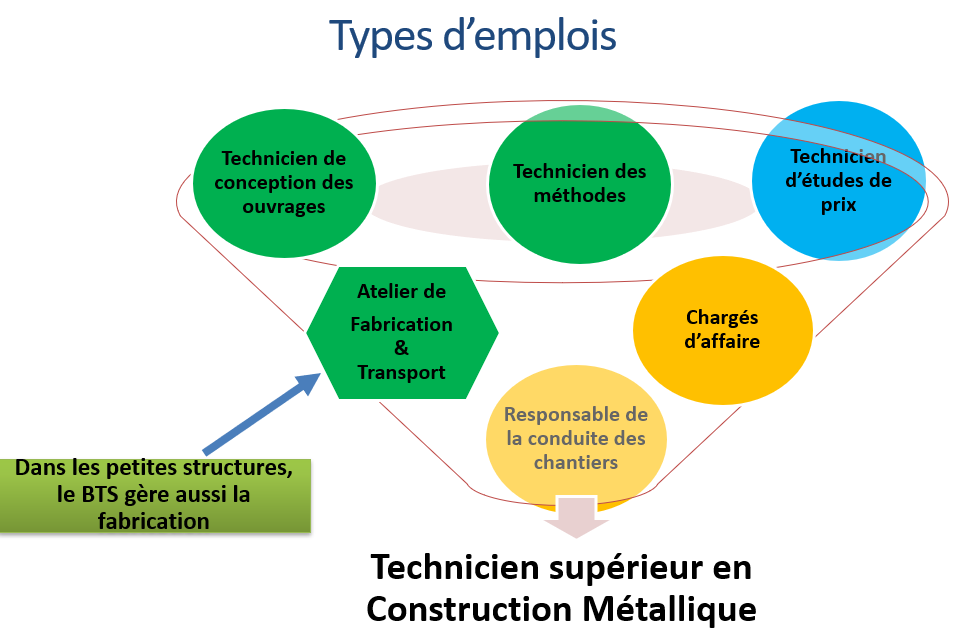 Types d’emplois
Technicien de
conception des
ouvrages
Technicien des
méthodes
Technicien
d’études de
prix
Atelier de
Fabrication
&
Transport
Chargés
d’affaire
Responsable de
la conduite des
chantiers
Dans les petites structures,
le BTS gère aussi la
fabrication
Technicien supérieur en
Construction Métallique